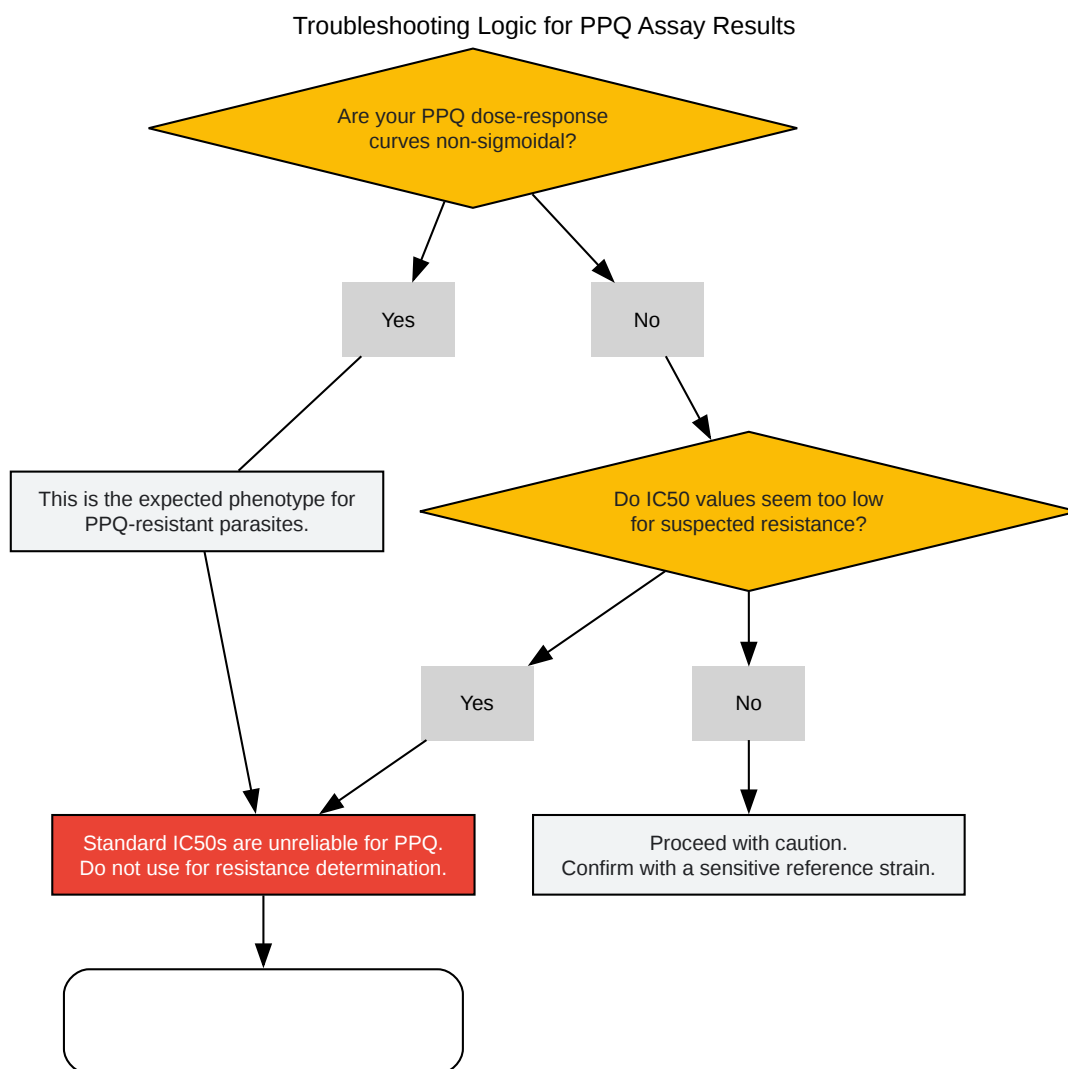 Troubleshooting Logic for PPQ Assay Results
Are your PPQ dose-response
curves non-sigmoidal?
Yes
No
This is the expected phenotype for
PPQ-resistant parasites.
Do IC50 values seem too low
for suspected resistance?
Yes
No
Standard IC50s are unreliable for PPQ.
Do not use for resistance determination.
Proceed with caution.
Confirm with a sensitive reference strain.